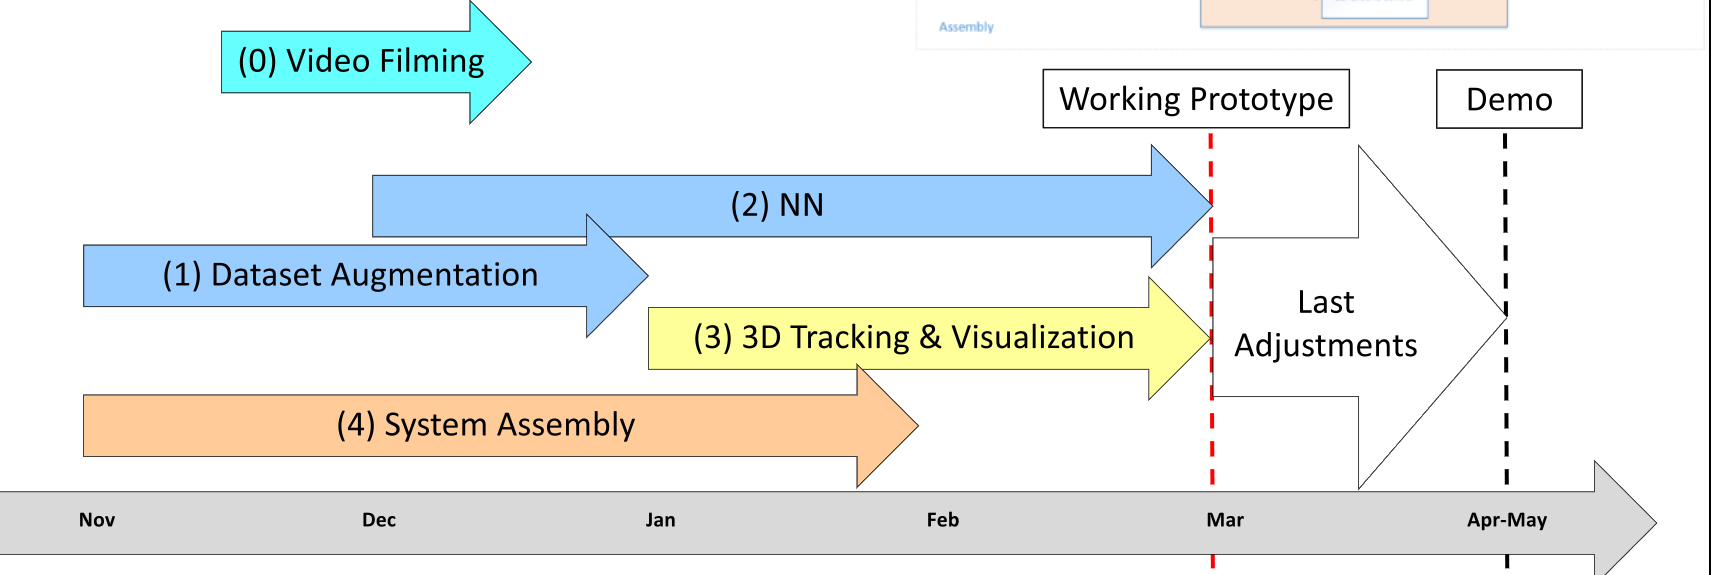 Assembly
(0) Video Filming
Working Prototype
Demo
(2) NN
(1) Dataset Augmentation
Last
Adjustments
(3) 3D Tracking & Visualization
(4) System Assembly
Nov
Dec
Jan
Feb
Mar
Apr-May